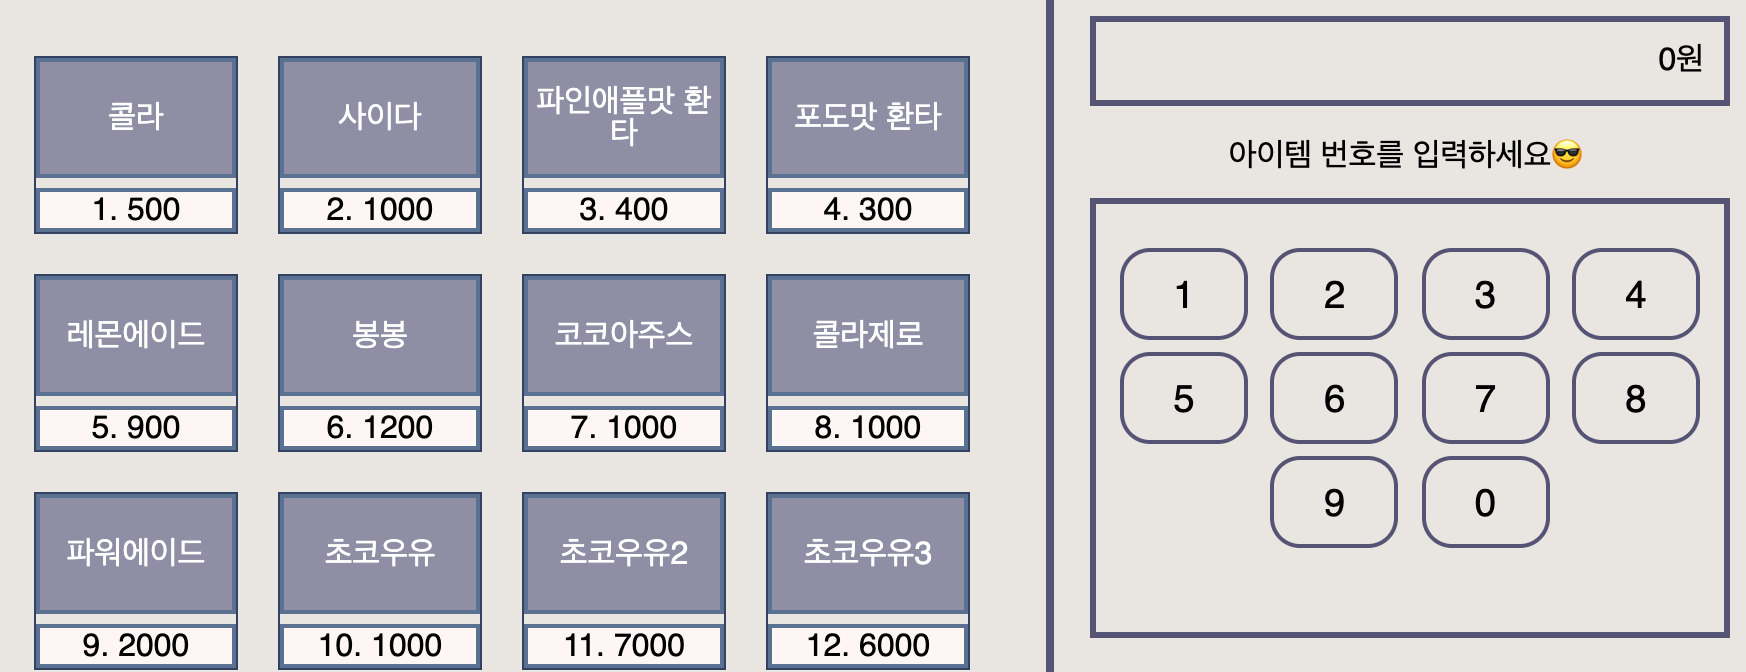 콜라
사이다
파인애플맛 환
타
포도맛 환타
1. 500
2. 1000
3. 400
4. 300
레몬에이드
봉봉
코코아주스
콜라제로
5. 900
6. 1200
7. 1000
8. 1000
파워에이드
초코우유
초코우유2
초코우유3
9. 2000
10. 1000
11. 7000
12. 6000
0원
아이템 번호를 입력하세요😎
1
2
3
4
5
6
7
8
9
0